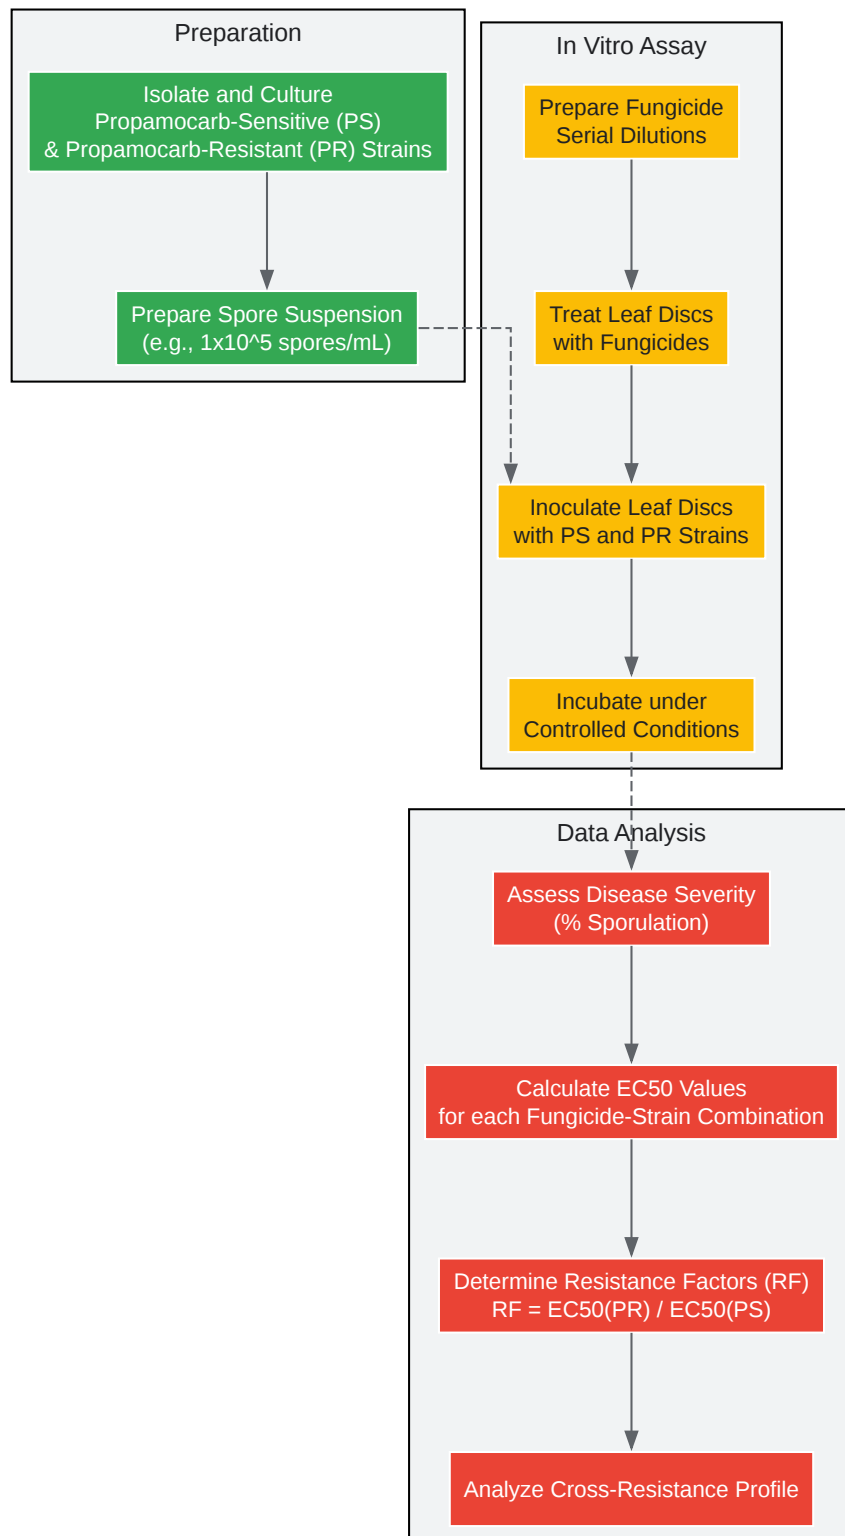 Preparation
Isolate and Culture
Propamocarb-Sensitive (PS)
& Propamocarb-Resistant (PR) Strains
Prepare Spore Suspension
(e.g., 1x10^5 spores/mL)
In Vitro Assay
Prepare Fungicide
Serial Dilutions
Treat Leaf Discs
with Fungicides
Inoculate Leaf Discs
with PS and PR Strains
Incubate under
Controlled Conditions
Data Analysis
Assess Disease Severity
(% Sporulation)
Calculate EC50 Values
for each Fungicide-Strain Combination
Determine Resistance Factors (RF)
RF = EC50(PR) / EC50(PS)
Analyze Cross-Resistance Profile